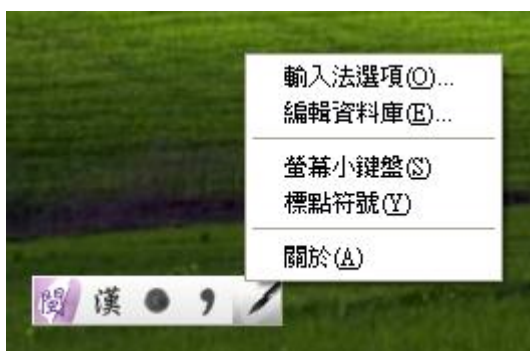 輸入法選項(O)...
編輯資料庫(E)...
螢幕小鍵盤(S)
標點符號(Y)
關於(A)
閩 漢 ● ，